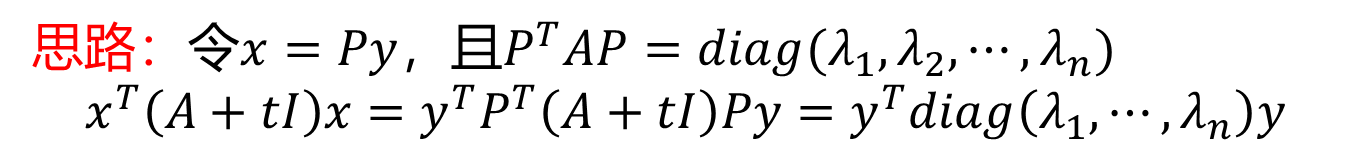 思路：令x = Py，且P^T AP = diag(λ_1, λ_2, ⋯, λ_n)
x^T(A + tI)x = y^T P^T(A + tI)Py = y^T diag(λ_1, ⋯, λ_n)y